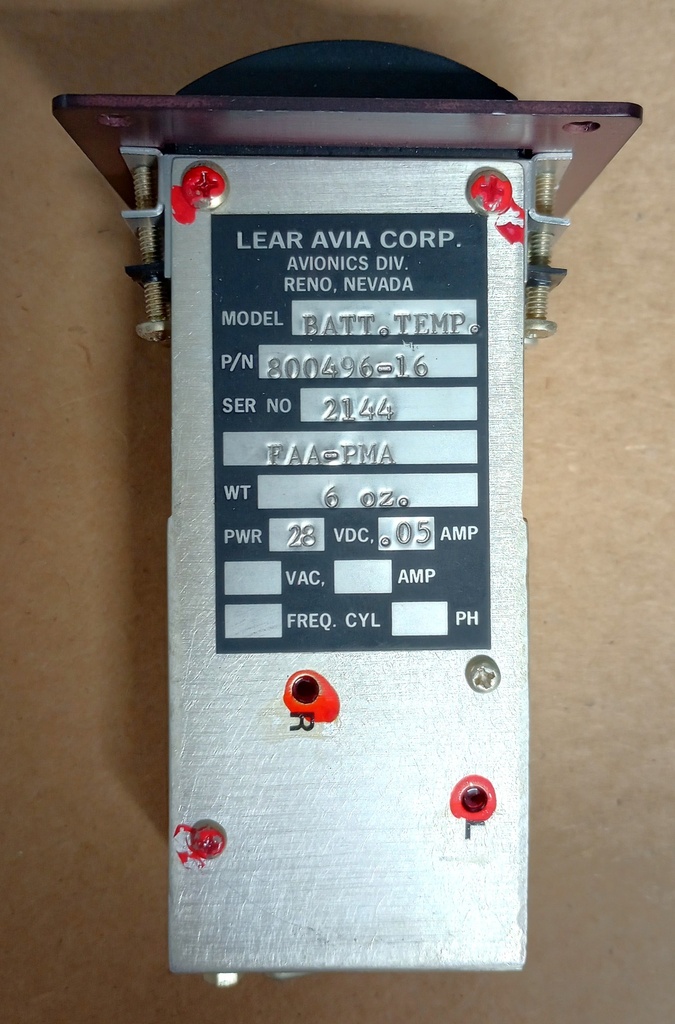 LEAR AVIA CORP.
AVIONICS DIV.
RENO, NEVADA
MODEL BATT.TEMP.
P/N 800496-16
SER NO 2144
FAA-PMA
WT 6 oz.
PWR 28 VDC, .05 AMP
VAC, AMP
FREQ. CYL PH
R
L